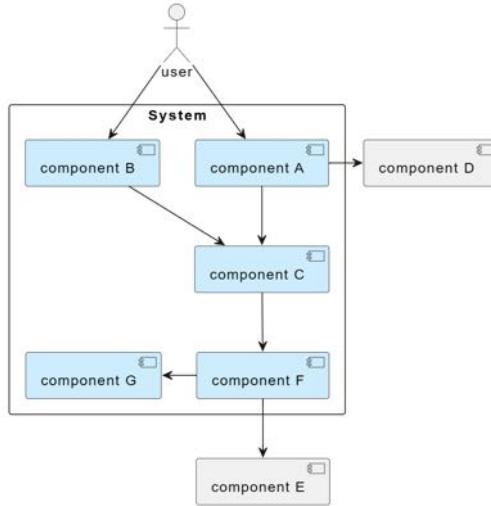 user
System
component B
component A
component D
component C
component G
component F
component E